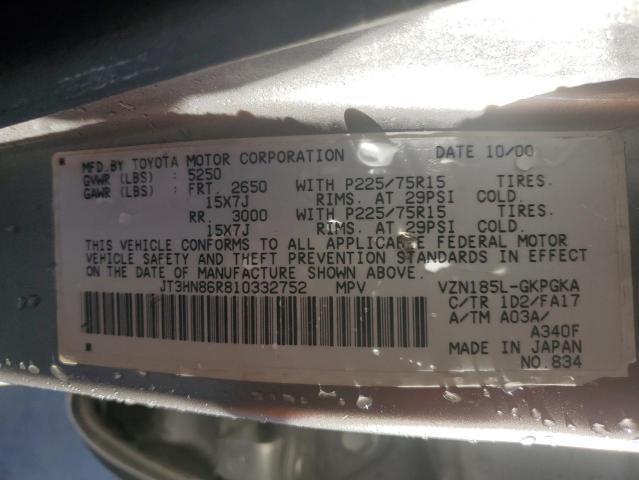 MFD.BY TOYOTA MOTOR CORPORATION DATE 10/00
GVWR (LBS) 5250
GAWR (LBS) FRT. 2650 WITH P225/75R15 TIRES.
15X7J RIMS. AT 29PSI COLD.
RR. 3000 WITH P225/75R15 TIRES.
15X7J RIMS. AT 29PSI COLD.
THIS VEHICLE CONFORMS TO ALL APPLICABLE FEDERAL MOTOR
VEHICLE SAFETY AND THEFT PREVENTION STANDARDS IN EFFECT
ON THE DATE OF MANUFACTURE SHOWN ABOVE.
JT3HN86R810332752 MPV VZN185L-GKPGKA
C/TR 1D2/FA17
A/TM A03A/
A340F
MADE IN JAPAN
NO.834